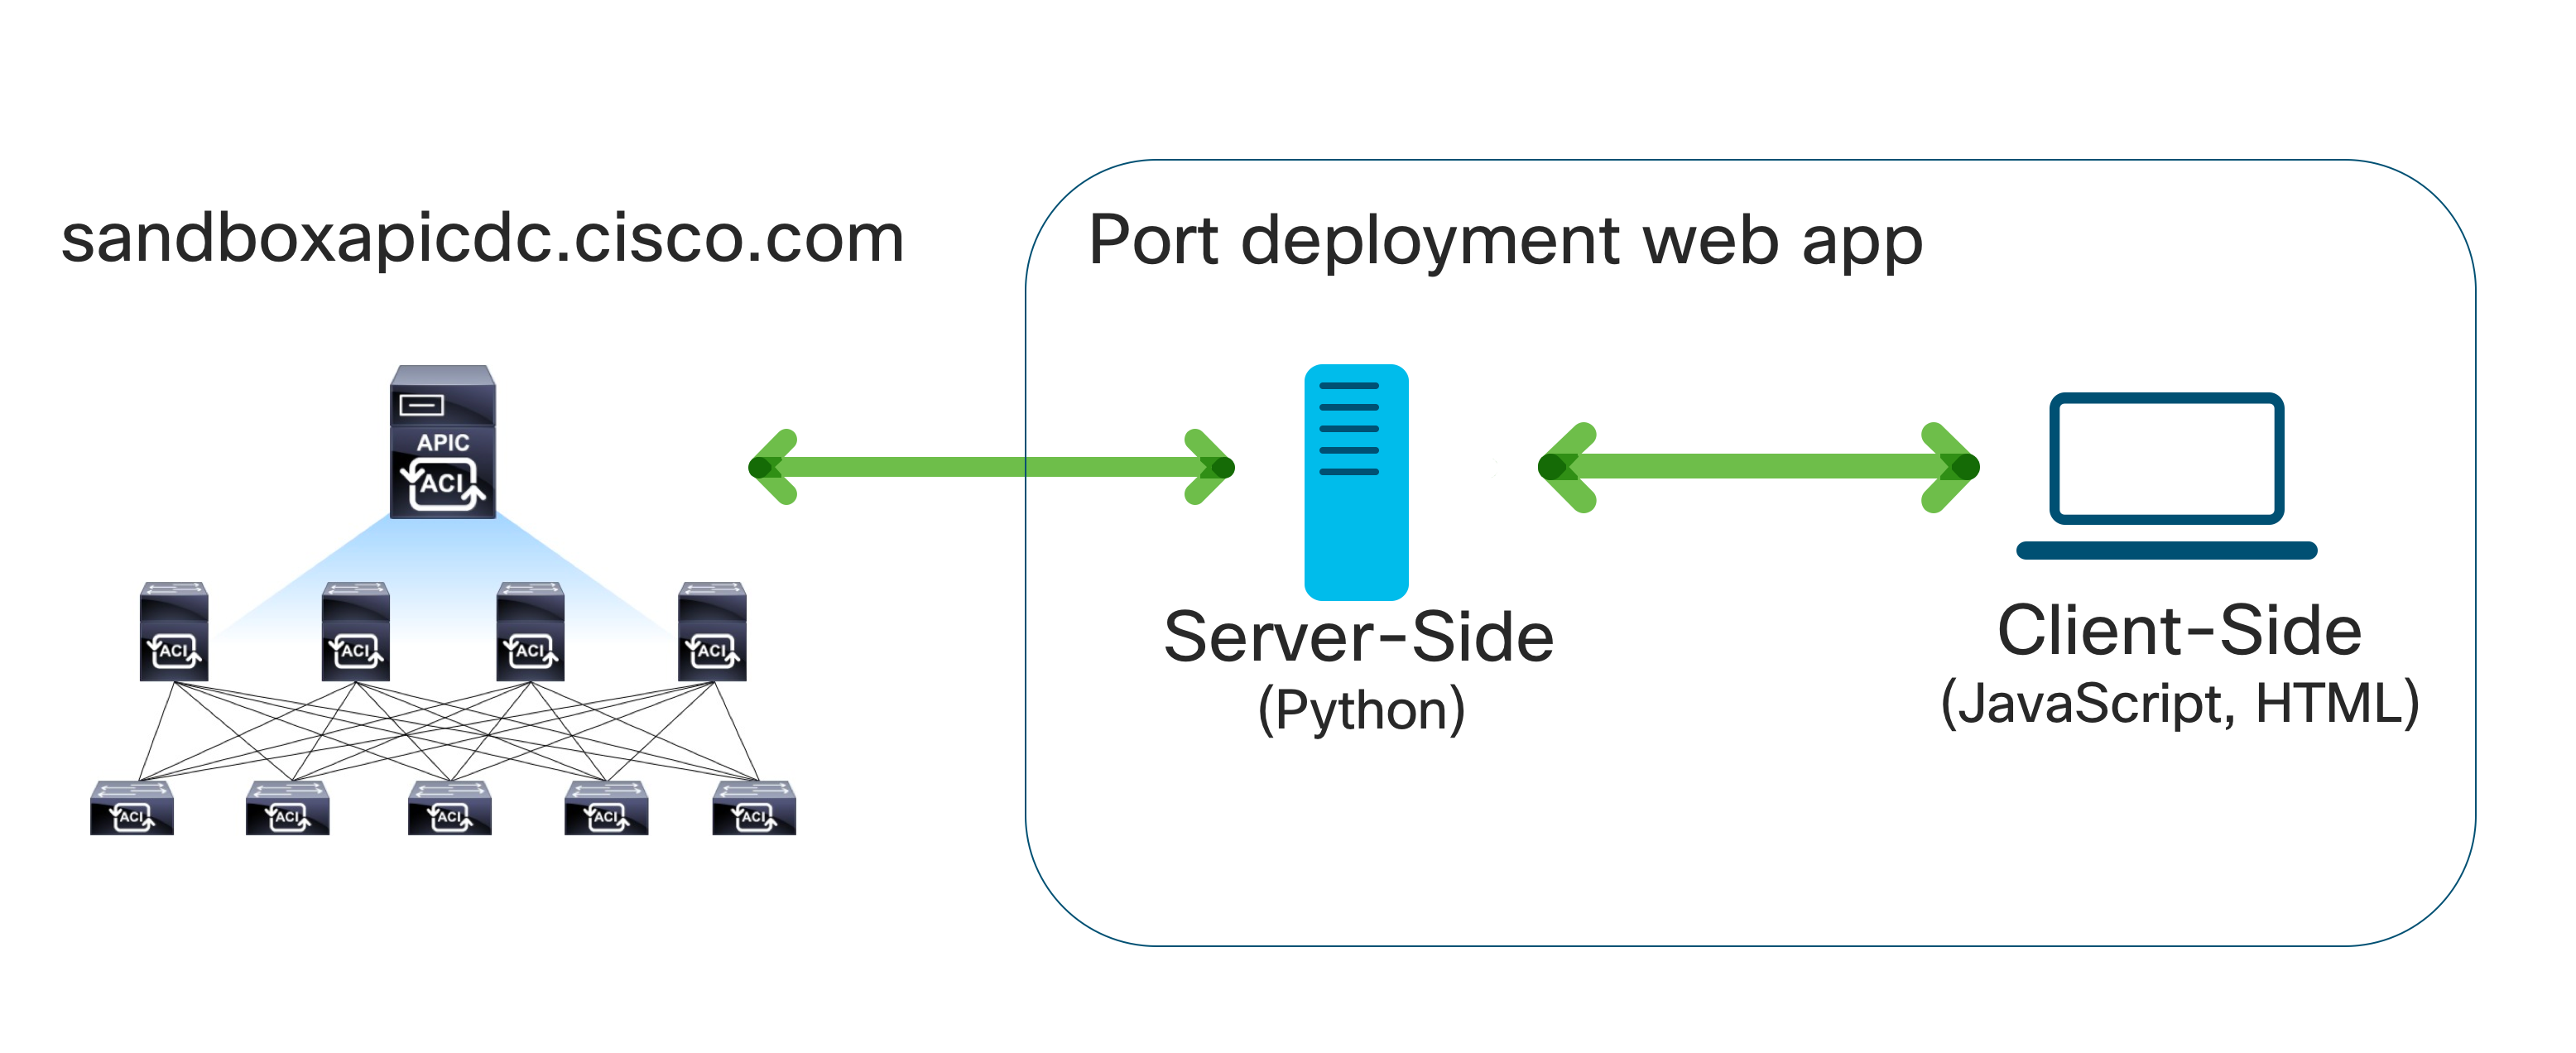 sandboxapicdc.cisco.com
Port deployment web app
APIC
ACI
ACI
ACI
ACI
ACI
Server-Side
(Python)
Client-Side
(JavaScript, HTML)
ACI
ACI
ACI
ACI
ACI